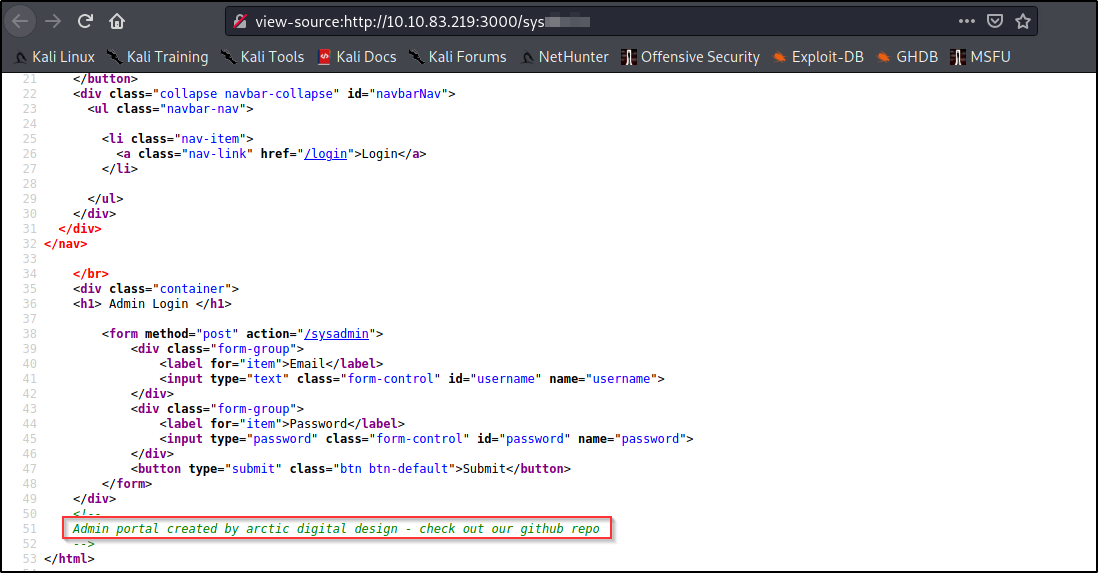 view-source:http://10.10.83.219:3000/sys
Kali Linux Kali Training Kali Tools Kali Docs Kali Forums NetHunter Offensive Security Exploit-DB GHDB MSFU
21 </button>
22 <div class="collapse navbar-collapse" id="navbarNav">
23 <ul class="navbar-nav">
24
25 <li class="nav-item">
26 <a class="nav-link" href="/login">Login</a>
27 </li>
28
29 </ul>
30 </div>
31 </div>
32 </nav>
33
34 </br>
35 <div class="container">
36 <h1> Admin Login </h1>
37
38 <form method="post" action="/sysadmin">
39 <div class="form-group">
40 <label for="item">Email</label>
41 <input type="text" class="form-control" id="username" name="username">
42 </div>
43 <div class="form-group">
44 <label for="item">Password</label>
45 <input type="password" class="form-control" id="password" name="password">
46 </div>
47 <button type="submit" class="btn btn-default">Submit</button>
48 </form>
49 </div>
50 <!--
51 Admin portal created by arctic digital design - check out our github repo
52 -->
53 </html>